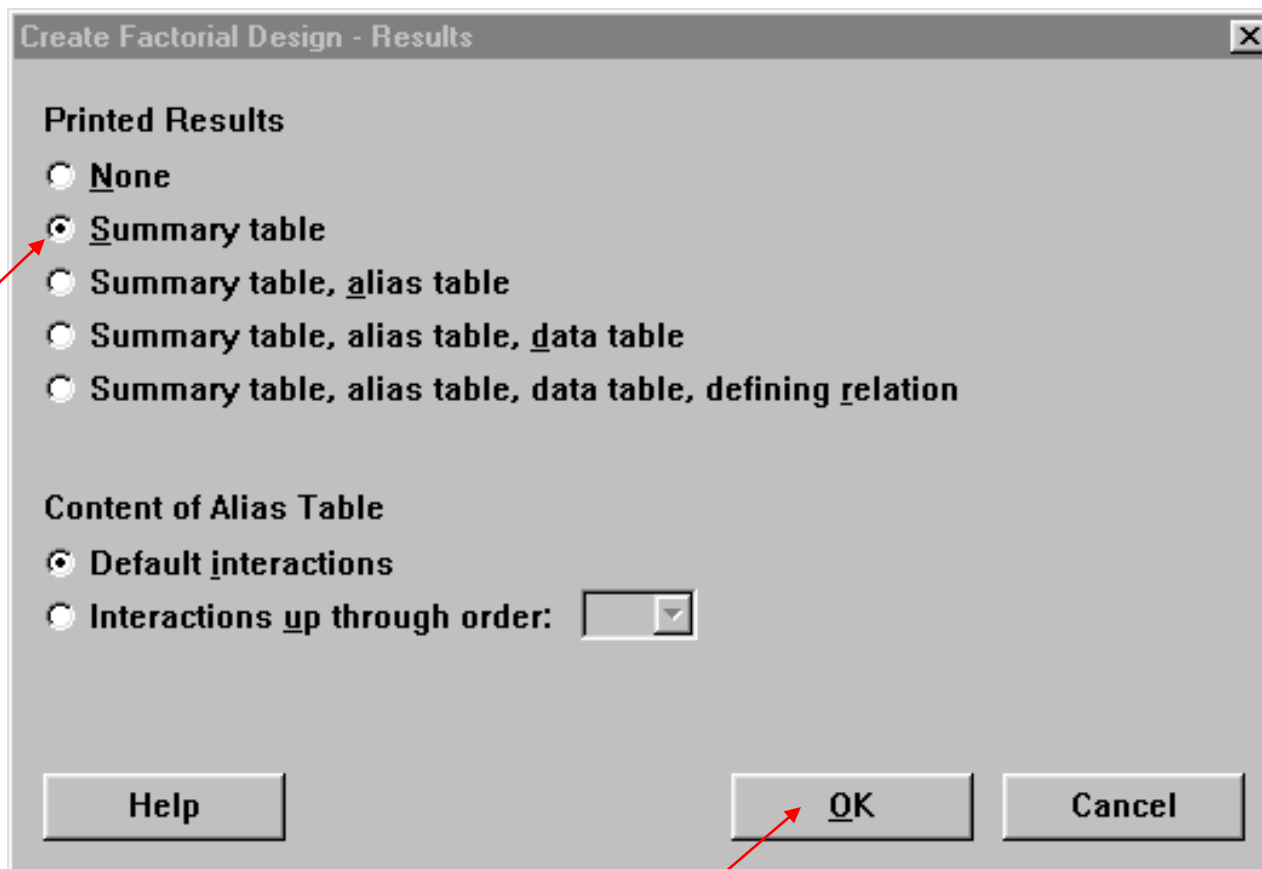 Create Factorial Design - Results
Printed Results
None
Summary table
Summary table, alias table
Summary table, alias table, data table
Summary table, alias table, data table, defining relation
Content of Alias Table
Default interactions
Interactions up through order:
Help OK Cancel